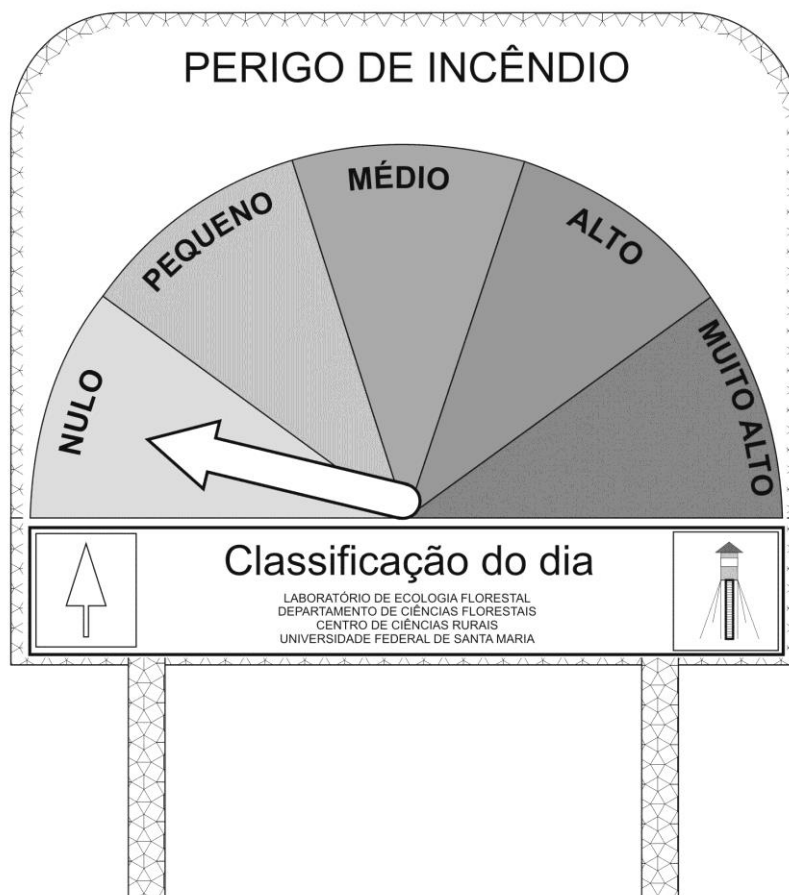 PERIGO DE INCÊNDIO
NULO
PEQUENO
MÉDIO
ALTO
MUITO ALTO
Classificação do dia
LABORATÓRIO DE ECOLOGIA FLORESTAL
DEPARTAMENTO DE CIÊNCIAS FLORESTAIS
CENTRO DE CIÊNCIAS RURAIS
UNIVERSIDADE FEDERAL DE SANTA MARIA